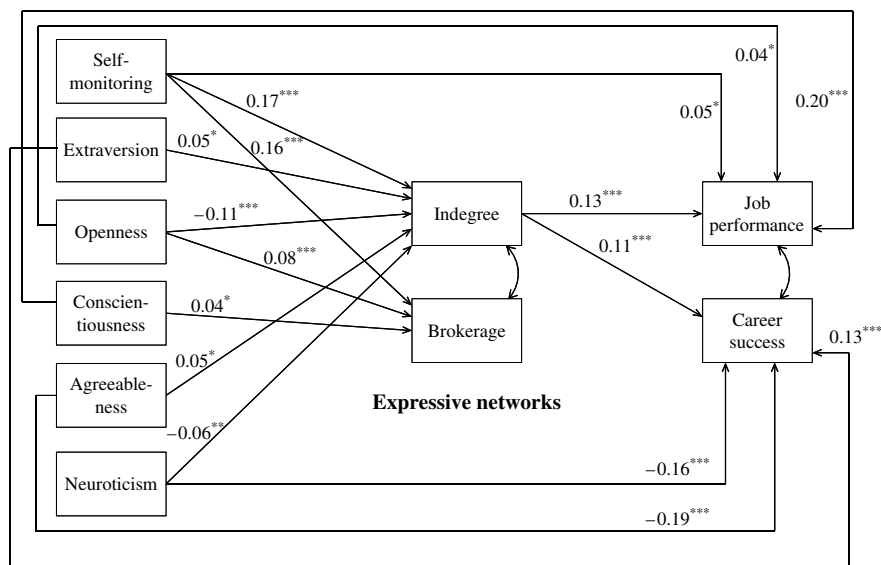 Self-
monitoring
Extraversion
Openness
Conscien-
tiousness
Agreeable-
ness
Neuroticism
0.17***
0.05*
0.16***
−0.11***
0.08***
0.04*
0.05*
−0.06**
Indegree
Brokerage
Expressive networks
0.13***
0.11***
0.05*
0.04*
0.20***
Job
performance
Career
success
0.13***
−0.16***
−0.19***